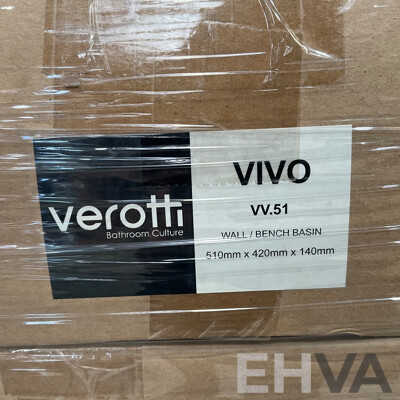 verotti
Bathroom Culture
VIVO
VV.51
WALL / BENCH BASIN
510mm x 420mm x 140mm
EHVA